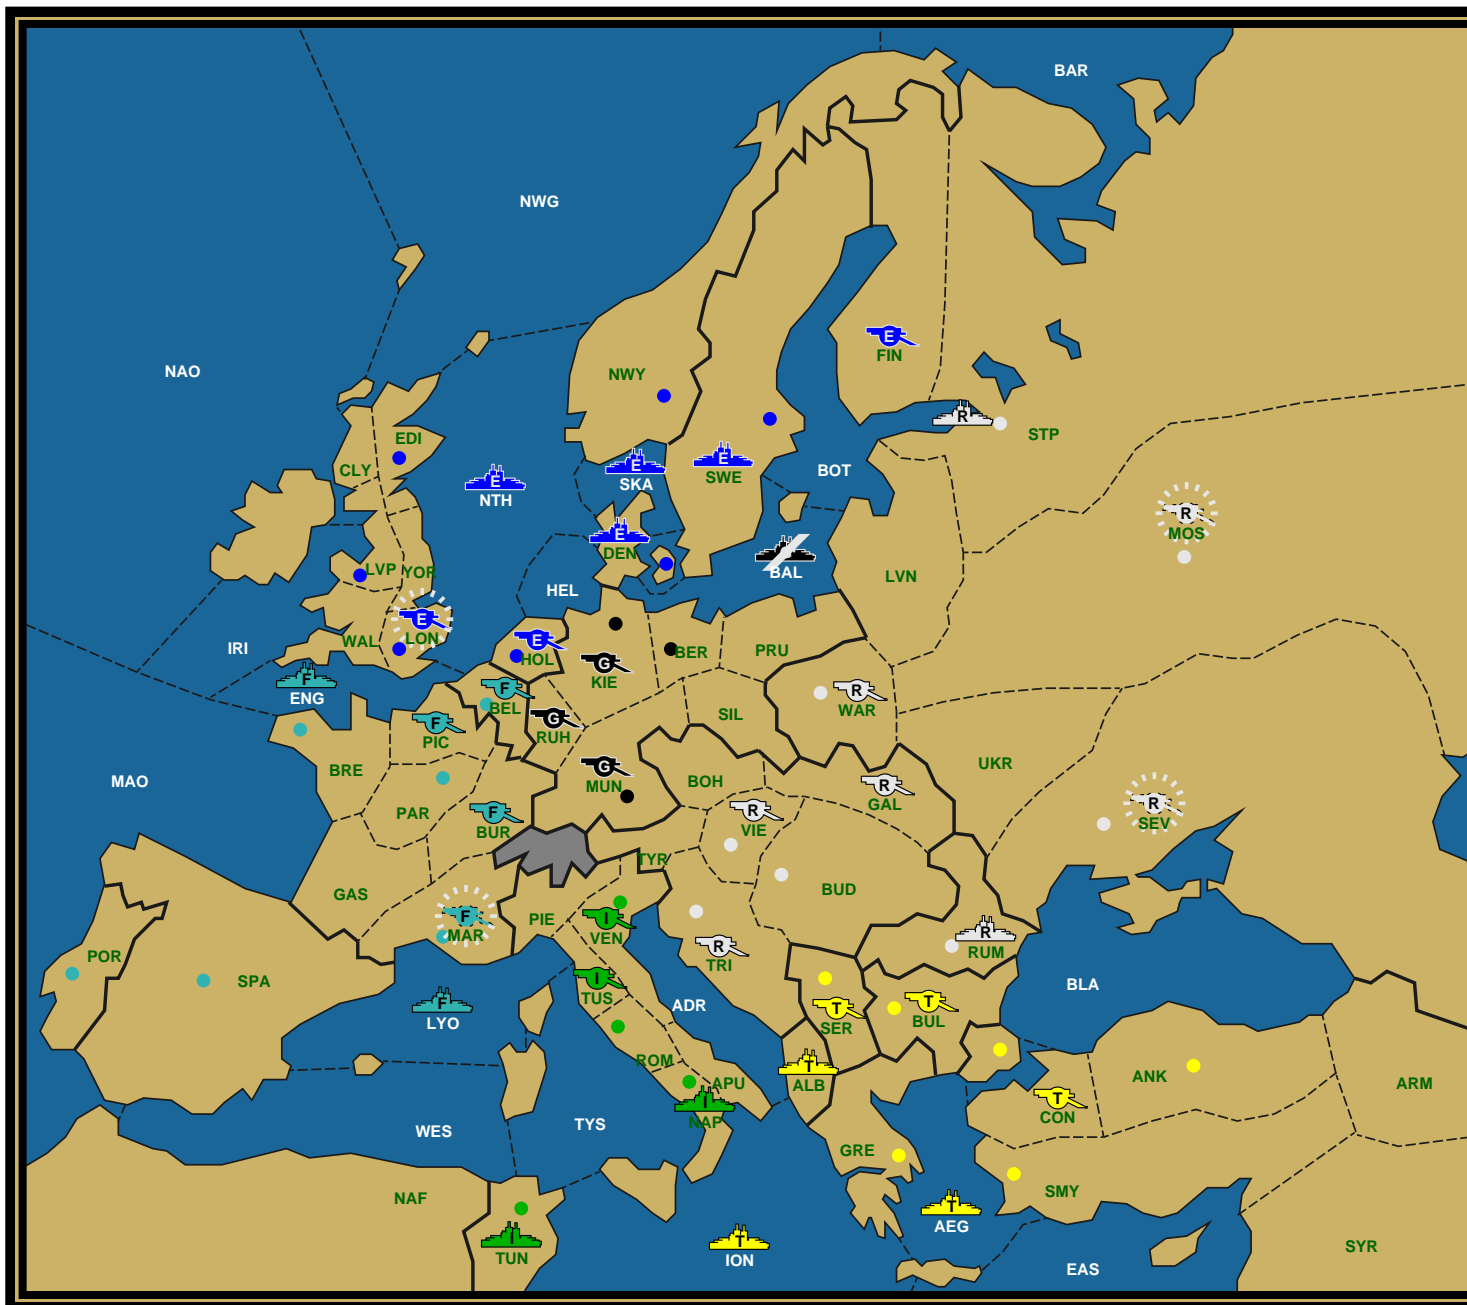 BAR
NWG
E
FIN
NAO
NWY
R
STP
EDI
CLY
E
NTH
E
SKA
E
SWE
BOT
R
MOS
E
DEN
BAL
LVN
LVP
YOR
HEL
E
LON
WAL
IRI
E
HOL
G
KIE
BER
PRU
F
ENG
F
BEL
R
WAR
F
PIC
G
RUH
SIL
UKR
BRE
MAO
G
MUN
BOH
R
GAL
PAR
F
BUR
R
VIE
R
SEV
TYR
BUD
GAS
F
MAR
PIE
I
VEN
R
TRI
R
RUM
POR
SPA
I
TUS
ADR
BLA
F
LYO
T
SER
T
BUL
ROM
APU
T
ALB
ANK
ARM
I
NAP
T
CON
WES
TYS
GRE
SMY
NAF
T
AEG
I
TUN
T
ION
EAS
SYR